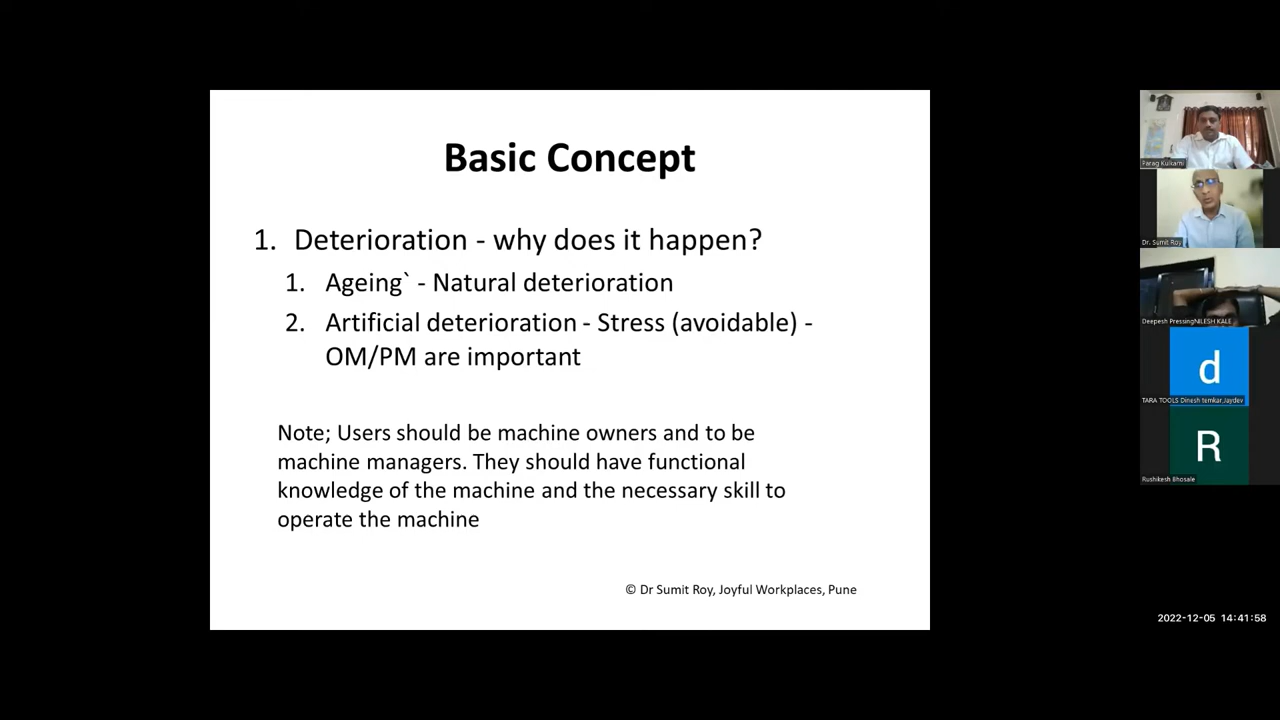 Basic Concept
1. Deterioration - why does it happen?
1. Ageing` - Natural deterioration
2. Artificial deterioration - Stress (avoidable) -
OM/PM are important
Note; Users should be machine owners and to be
machine managers. They should have functional
knowledge of the machine and the necessary skill to
operate the machine
© Dr Sumit Roy, Joyful Workplaces, Pune
Parag Kulkarni
Dr. Sumit Roy
Deepesh PressingNILESH KALE
d
TARA TOOLS Dinesh temkar,Jaydev
R
Rushikesh Bhosale
2022-12-05 14:41:58